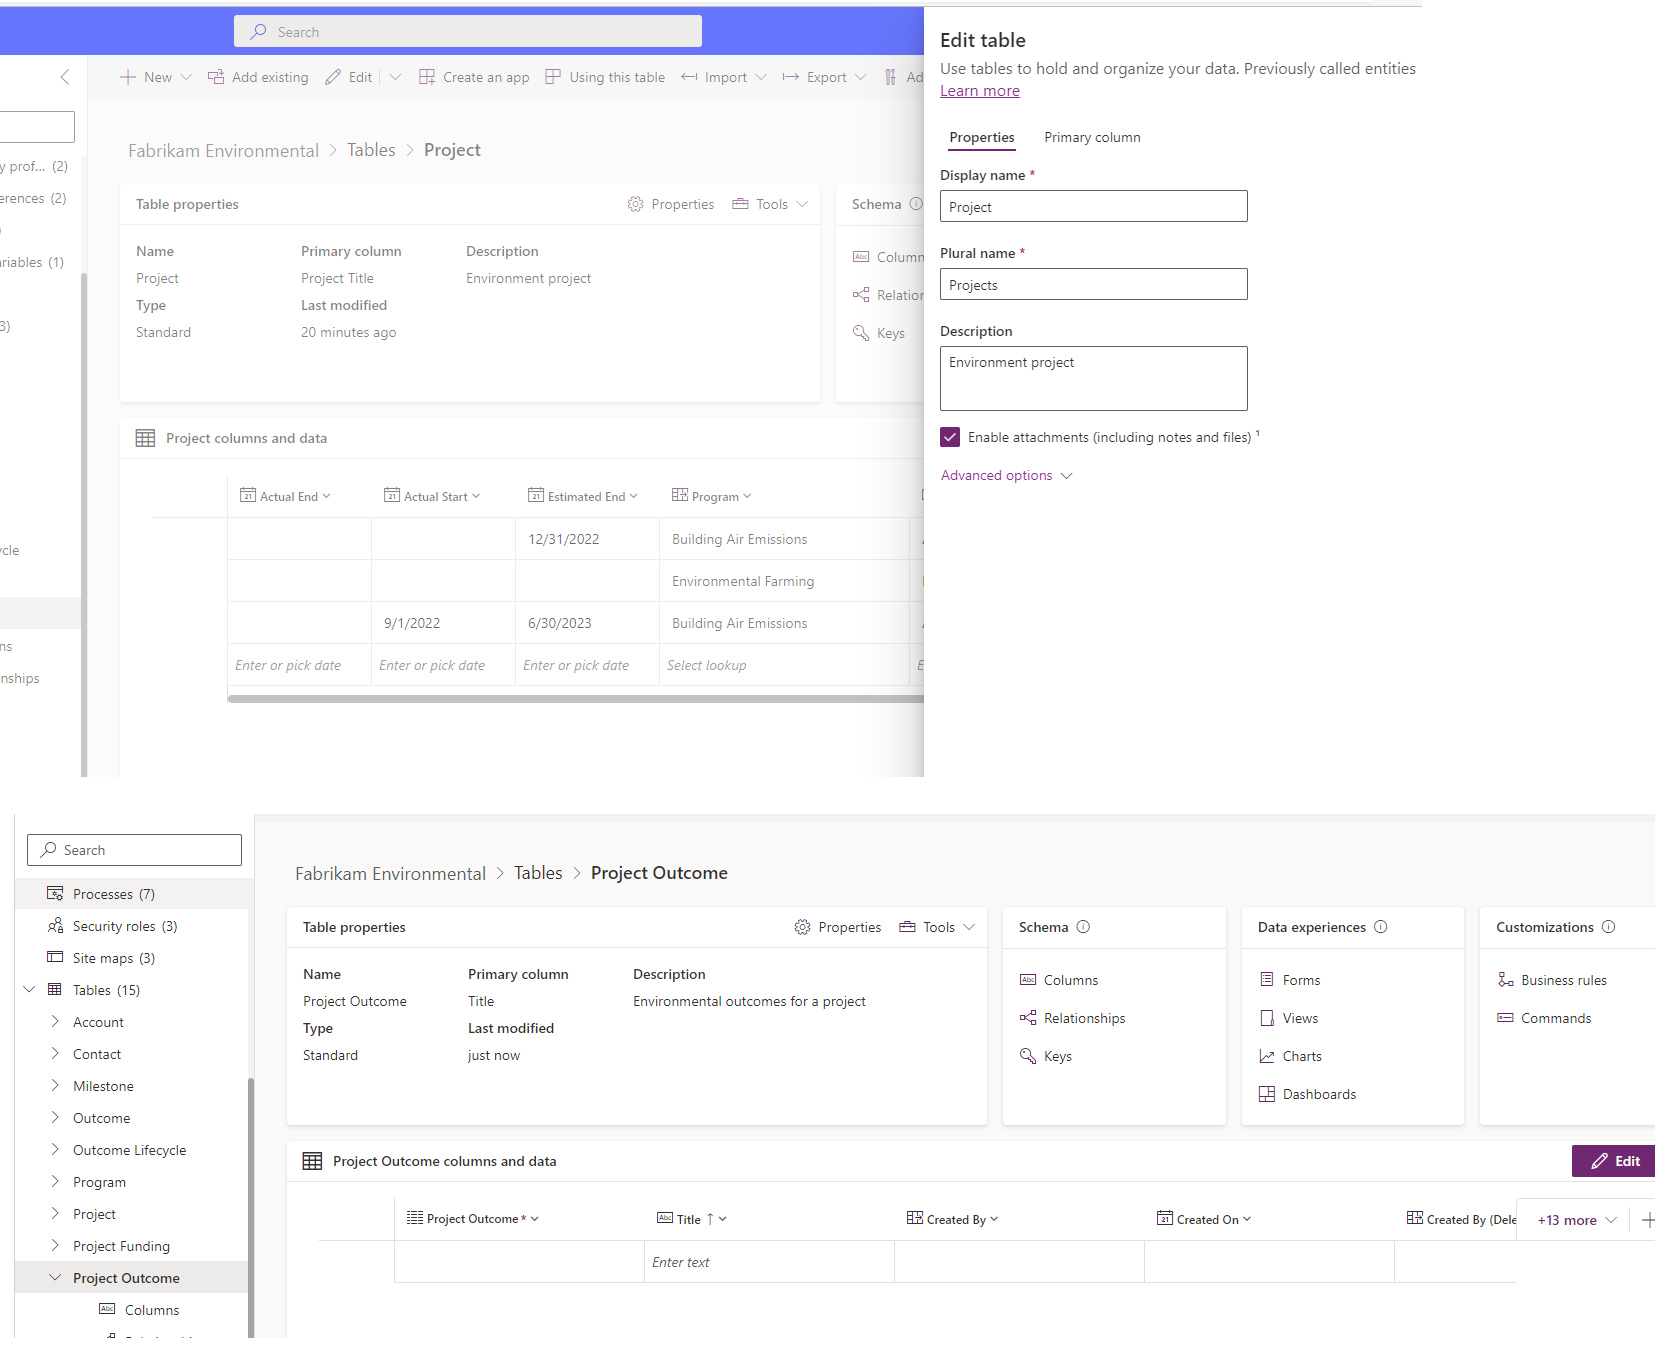 Search
New
Add existing
Edit
Create an app
Using this table
Import
Export
Ad
y prof... (2)
erences (2)
)
ariables (1)
3)
ycle
ns
nships
Fabrikam Environmental > Tables > Project
Table properties
Properties
Tools
Name
Primary column
Description
Project
Project Title
Environment project
Type
Last modified
Standard
20 minutes ago
Schema
Column
Relation
Keys
Project columns and data
Actual End
Actual Start
Estimated End
Program
12/31/2022
Building Air Emissions
Environmental Farming
9/1/2022
6/30/2023
Building Air Emissions
Enter or pick date
Enter or pick date
Enter or pick date
Select lookup
E
Edit table
Use tables to hold and organize your data. Previously called entities
Learn more
Properties
Primary column
Display name *
Project
Plural name *
Projects
Description
Environment project
Enable attachments (including notes and files) ¹
Advanced options
Search
Processes (7)
Security roles (3)
Site maps (3)
Tables (15)
Account
Contact
Milestone
Outcome
Outcome Lifecycle
Program
Project
Project Funding
Project Outcome
Columns
Fabrikam Environmental > Tables > Project Outcome
Table properties
Properties
Tools
Name
Primary column
Description
Project Outcome
Title
Environmental outcomes for a project
Type
Last modified
Standard
just now
Schema
Columns
Relationships
Keys
Data experiences
Forms
Views
Charts
Dashboards
Customizations
Business rules
Commands
Project Outcome columns and data
Edit
Project Outcome *
Title ↑
Created By
Created On
Created By (Dele
+13 more
Enter text